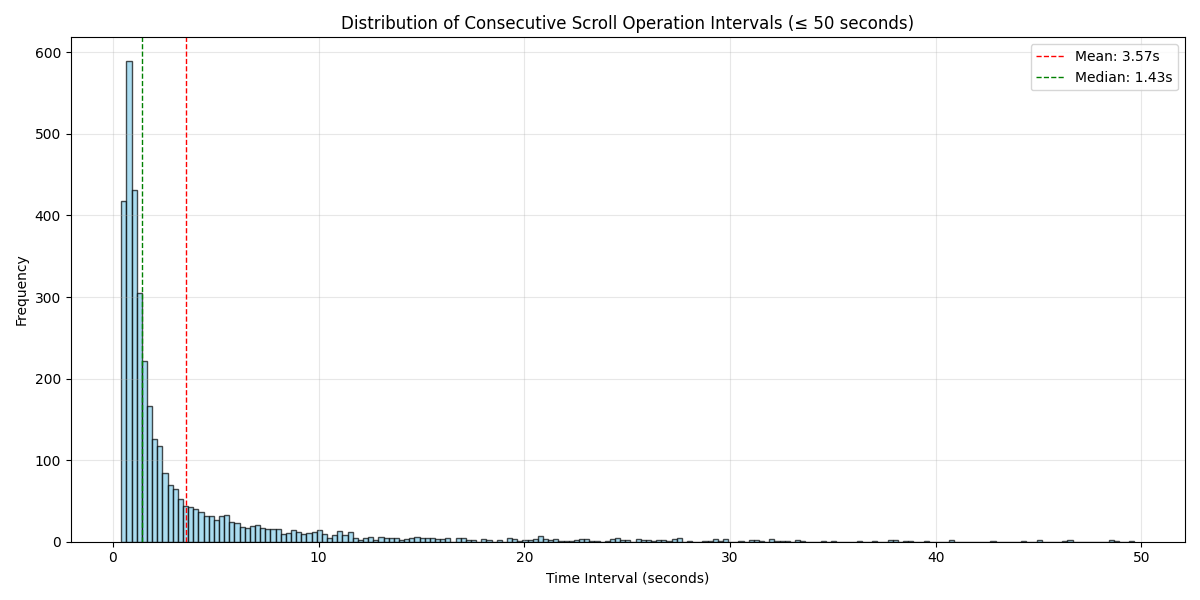 Distribution of Consecutive Scroll Operation Intervals (≤ 50 seconds)
Mean: 3.57s
Median: 1.43s
Frequency
600
500
400
300
200
100
0
0 10 20 30 40 50
Time Interval (seconds)